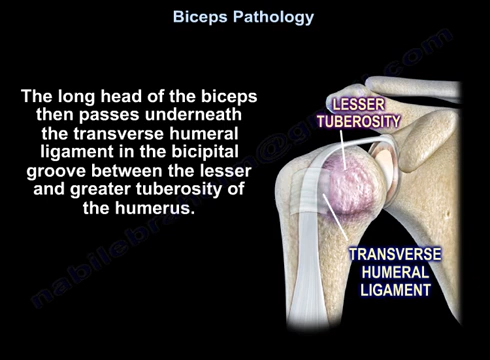 Biceps Pathology
The long head of the biceps
then passes underneath
the transverse humeral
ligament in the bicipital
groove between the lesser
and greater tuberosity of
the humerus.
LESSER
TUBEROSITY
TRANSVERSE
HUMERAL
LIGAMENT